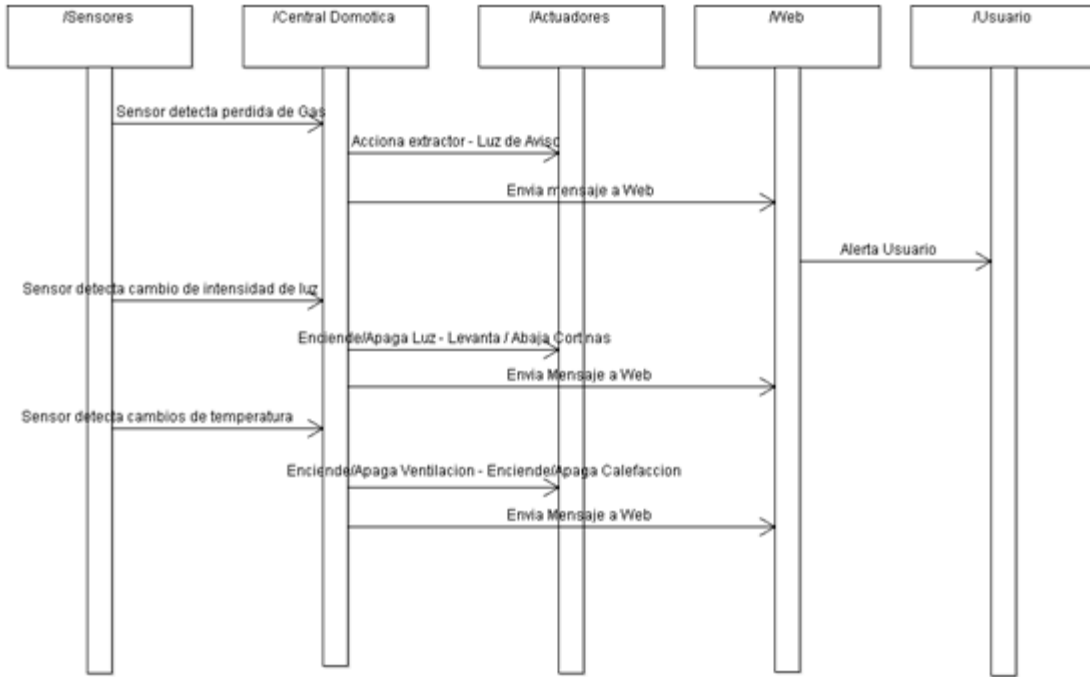 /Sensores
/Central Domotica
/Actuadores
/Web
/Usuario
Sensor detecta perdida de Gas
Acciona extractor - Luz de Aviso
Envia mensaje a Web
Alerta Usuario
Sensor detecta cambio de intensidad de luz
Enciende/Apaga Luz - Levanta / Abaja Cortinas
Envia Mensaje a Web
Sensor detecta cambios de temperatura
Enciende/Apaga Ventilacion - Enciende/Apaga Calefaccion
Envia Mensaje a Web